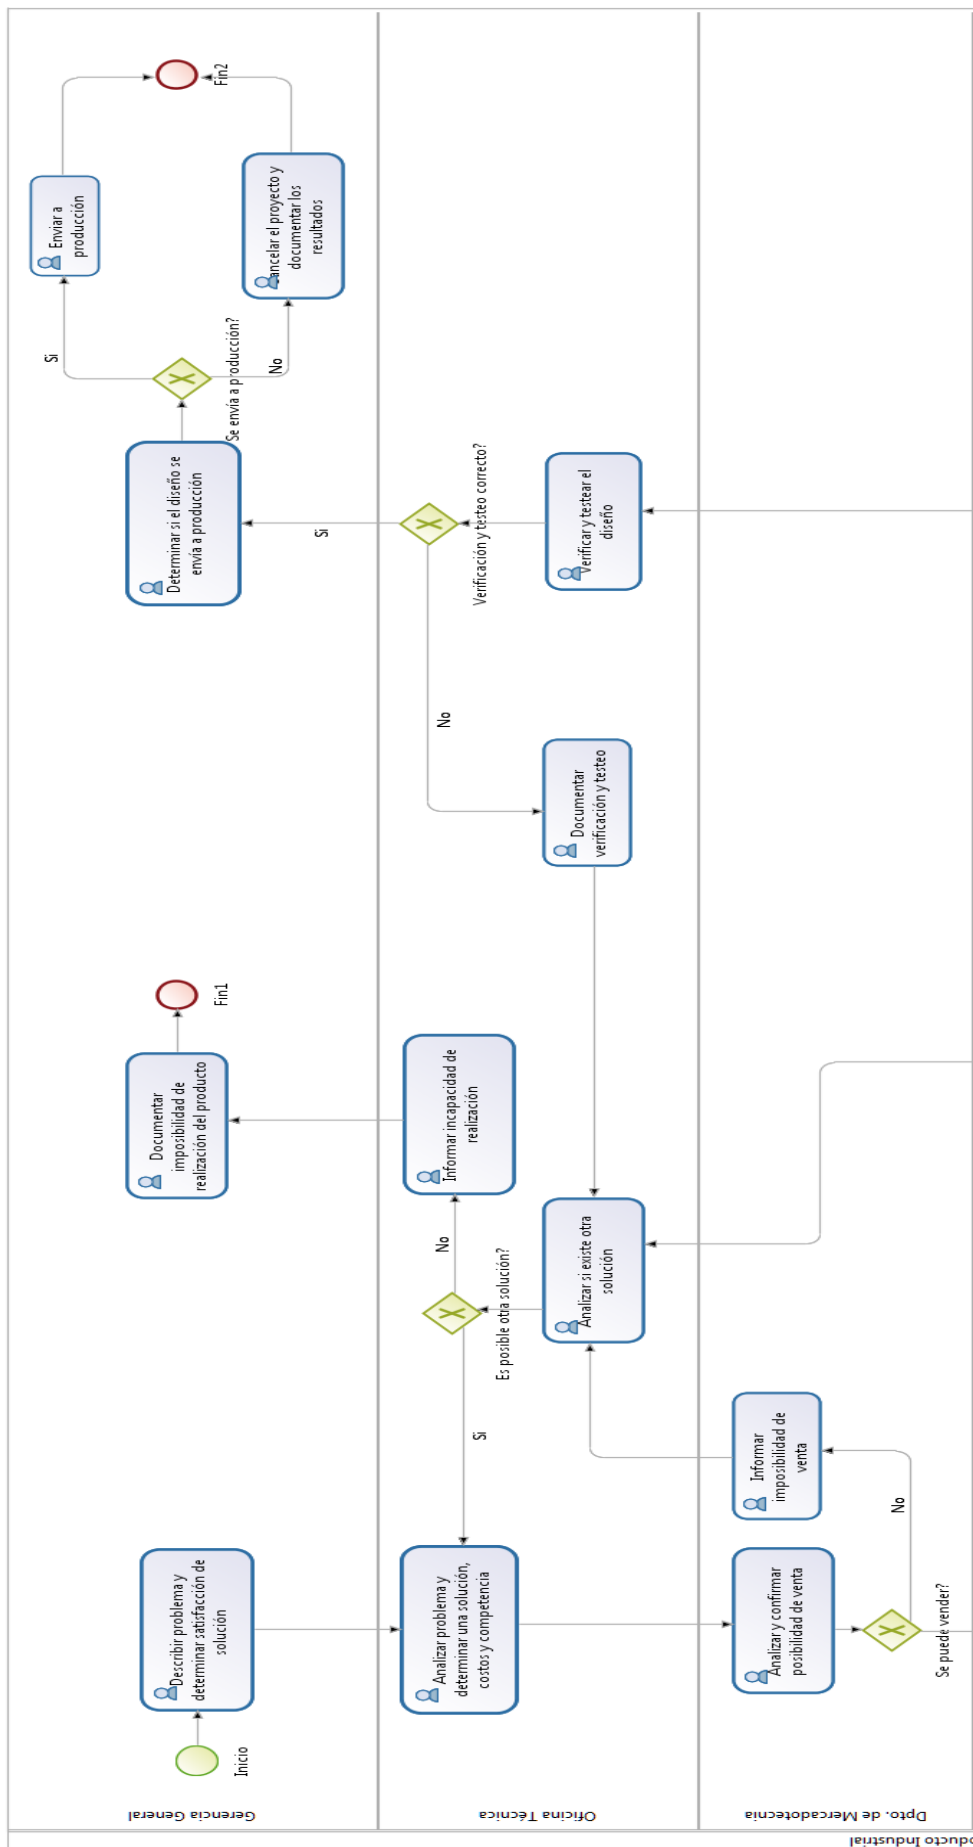 Producto Industrial
Gerencia General
Inicio
Describir problema y
determinar satisfacción de
solución
Documentar
imposibilidad de
realización del producto
Fin1
Determinar si el diseño se
envía a producción
Se envía a producción?
Si
No
Enviar a
producción
Cancelar el proyecto y
documentar los
resultados
Fin2
Oficina Técnica
Analizar problema y
determinar una solución,
costos y competencia
Si
Es posible otra solución?
No
Analizar si existe otra
solución
Informar incapacidad de
realización
Documentar
verificación y testeo
No
Verificación y testeo correcto?
Si
Verificar y testear el
diseño
Dpto. de Mercadotecnia
Analizar y confirmar
posibilidad de venta
Se puede vender?
No
Informar
imposibilidad de
venta